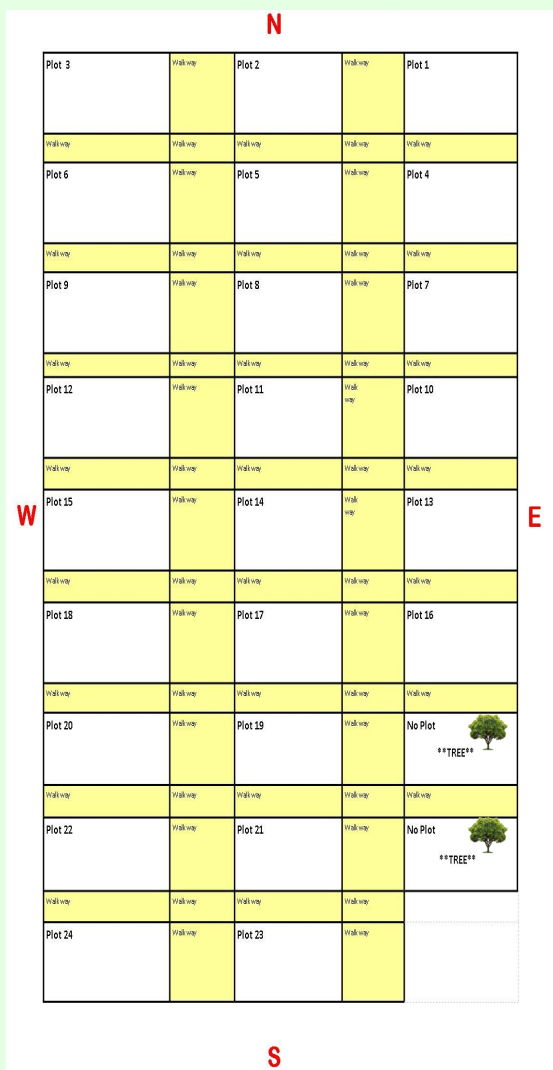 N
Plot 3 Walkway Plot 2 Walkway Plot 1
Walkway Walkway Walkway Walkway Walkway
Plot 6 Walkway Plot 5 Walkway Plot 4
Walkway Walkway Walkway Walkway Walkway
Plot 9 Walkway Plot 8 Walkway Plot 7
Walkway Walkway Walkway Walkway Walkway
Plot 12 Walkway Plot 11 Walk Plot 10
way
Walkway Walkway Walkway Walkway Walkway
W Plot 15 Walkway Plot 14 Walk Plot 13 E
way
Walkway Walkway Walkway Walkway Walkway
Plot 18 Walkway Plot 17 Walkway Plot 16
Walkway Walkway Walkway Walkway Walkway
Plot 20 Walkway Plot 19 Walkway No Plot
**TREE**
Walkway Walkway Walkway Walkway Walkway
Plot 22 Walkway Plot 21 Walkway No Plot
**TREE**
Walkway Walkway Walkway Walkway
Plot 24 Walkway Plot 23 Walkway
S